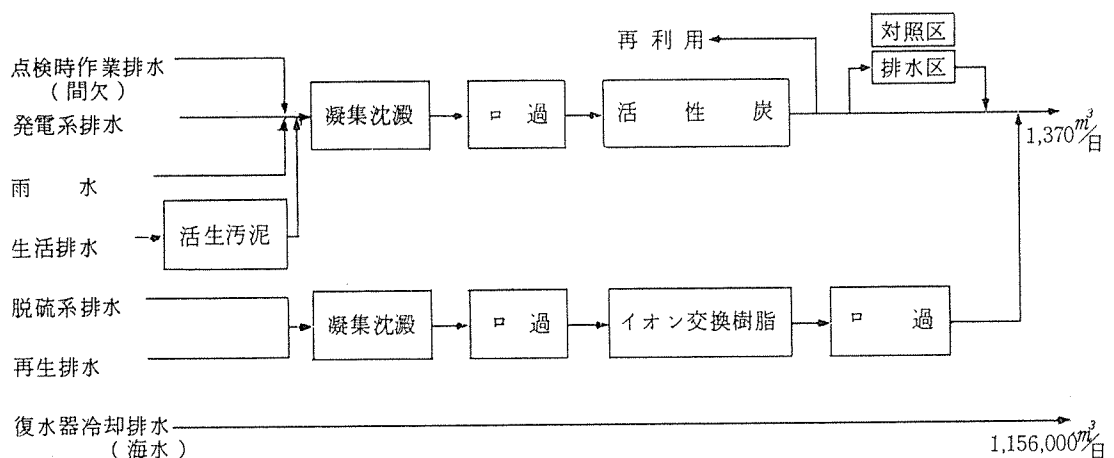 点検時作業排水
(間欠)
発電系排水
雨 水
生活排水
脱硫系排水
再生排水
復水器冷却排水
(海水)
活生汚泥
凝集沈澱
ロ 過
活 性 炭
再 利 用
対照区
排水区
1,370m³/日
凝集沈澱
ロ 過
イオン交換樹脂
ロ 過
1,156,000m³/日